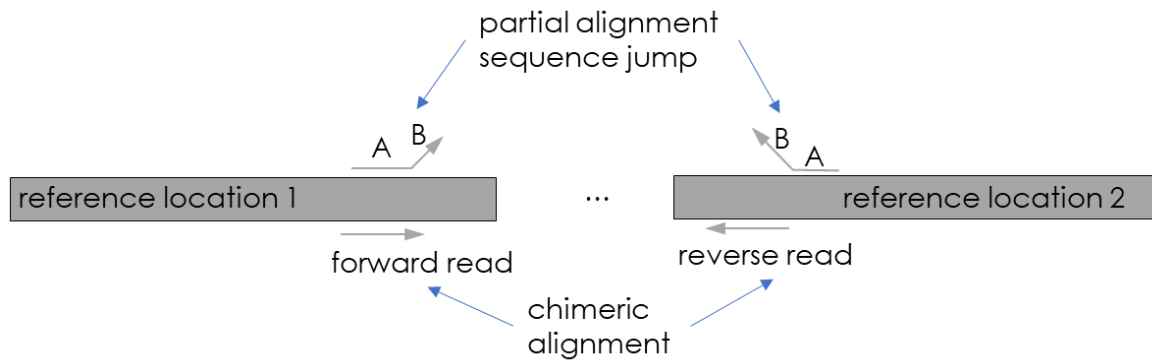 partial alignment
sequence jump
A B
B A
reference location 1
...
reference location 2
forward read
reverse read
chimeric
alignment